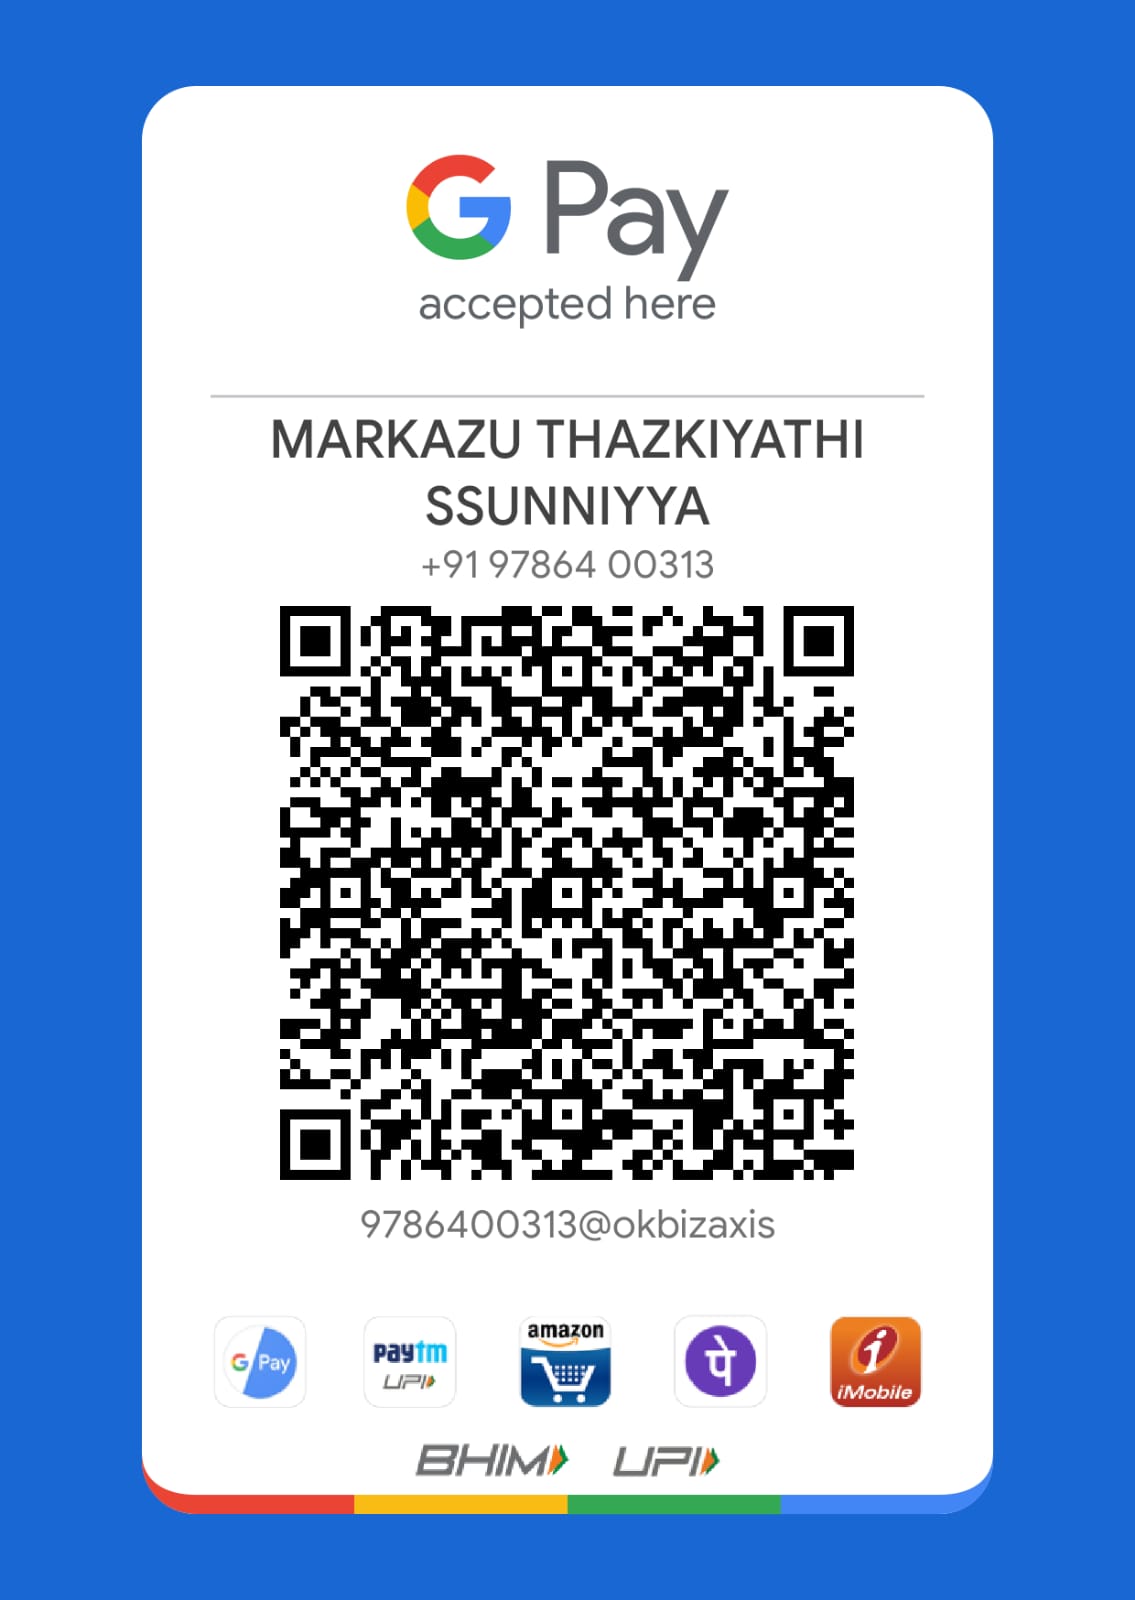 G Pay
accepted here
MARKAZU THAZKIYATHI
SSUNNIYYA
+91 97864 00313
9786400313@okbizaxis
G Pay
paytm
UPI
amazon
पे
i
iMobile
BHIM UPI